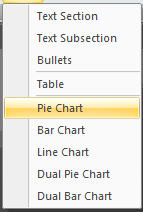 Text Section
Text Subsection
Bullets
Table
Pie Chart
Bar Chart
Line Chart
Dual Pie Chart
Dual Bar Chart